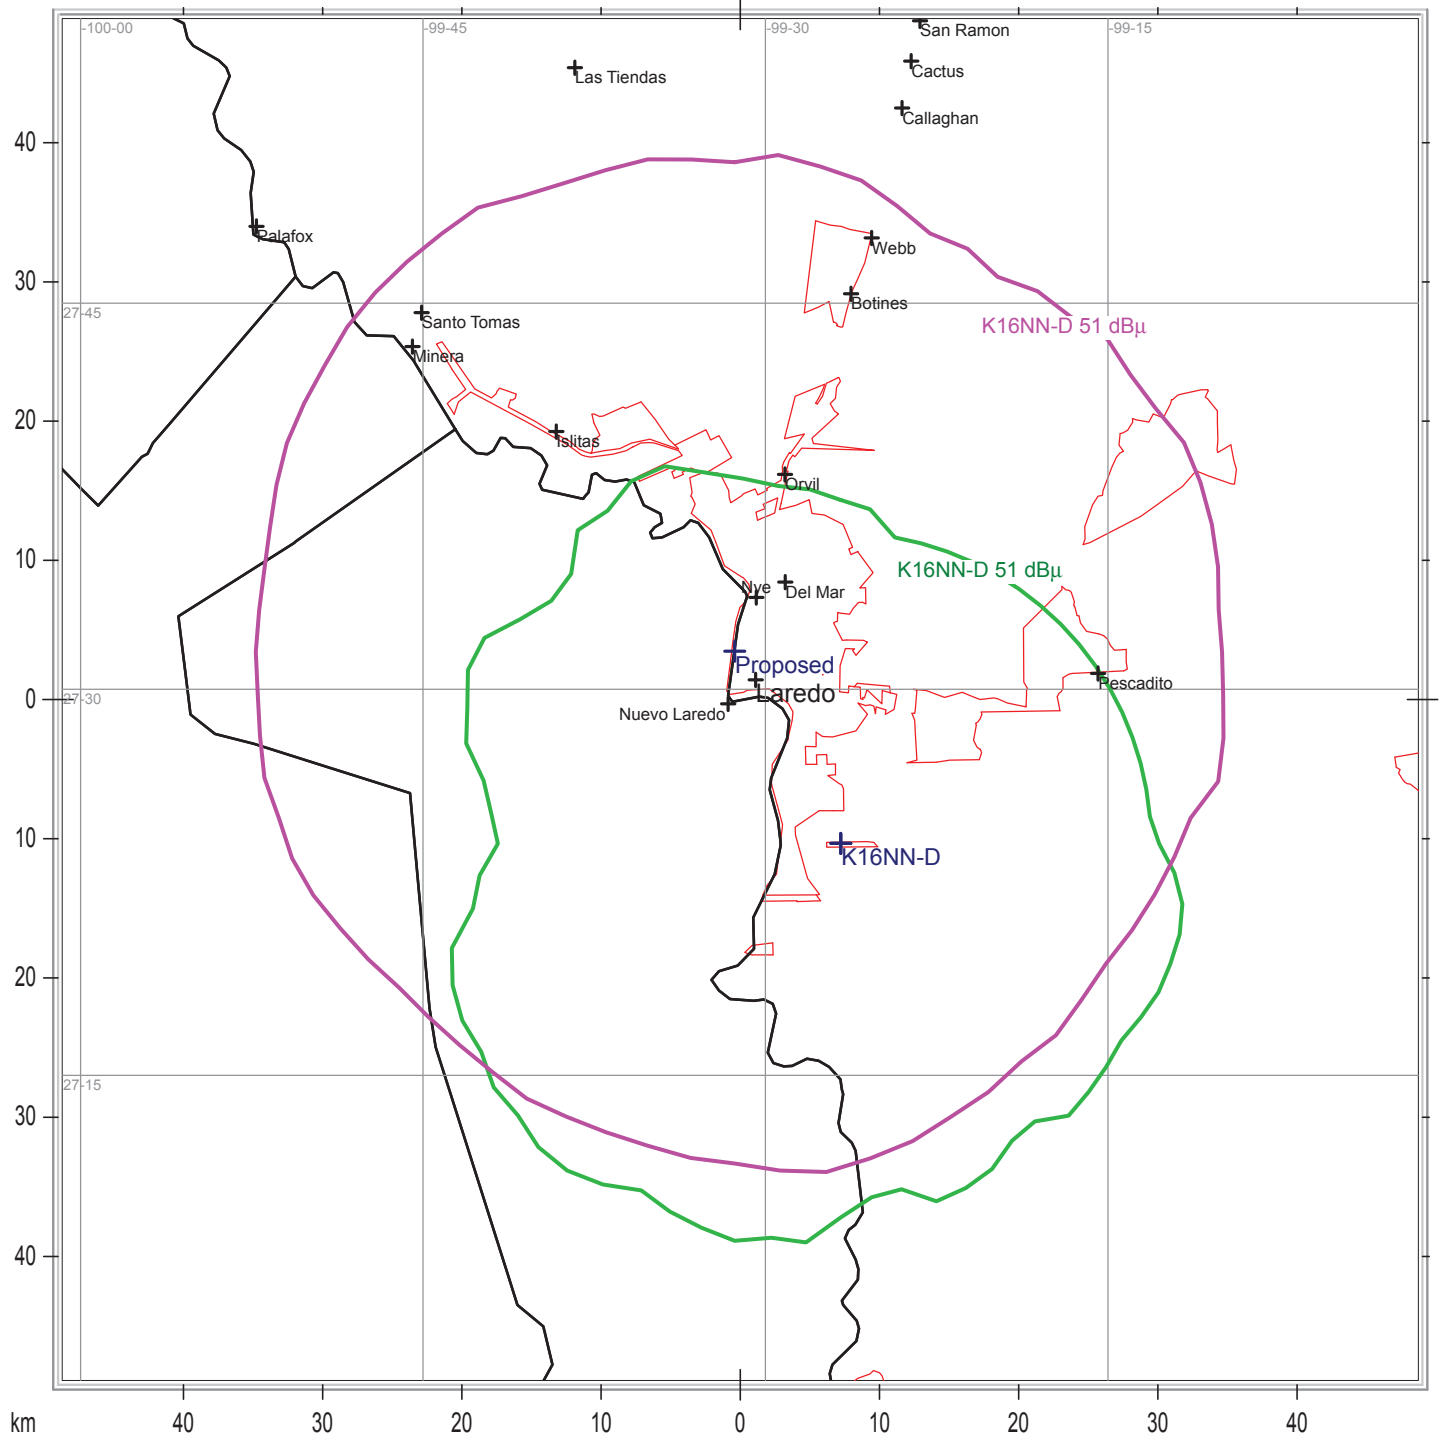 -100-00
-99-45
-99-30
-99-15
San Ramon
Las Tiendas
Cactus
Callaghan
40
Palafox
Webb
30
Botines
27-45
Santo Tomas
K16NN-D 51 dBµ
Minera
20
Islitas
Orvil
10
K16NN-D 51 dBµ
Nye
Del Mar
Proposed
Pescadito
Laredo
0
27-30
Nuevo Laredo
10
K16NN-D
20
27-15
30
40
km
40
30
20
10
0
10
20
30
40